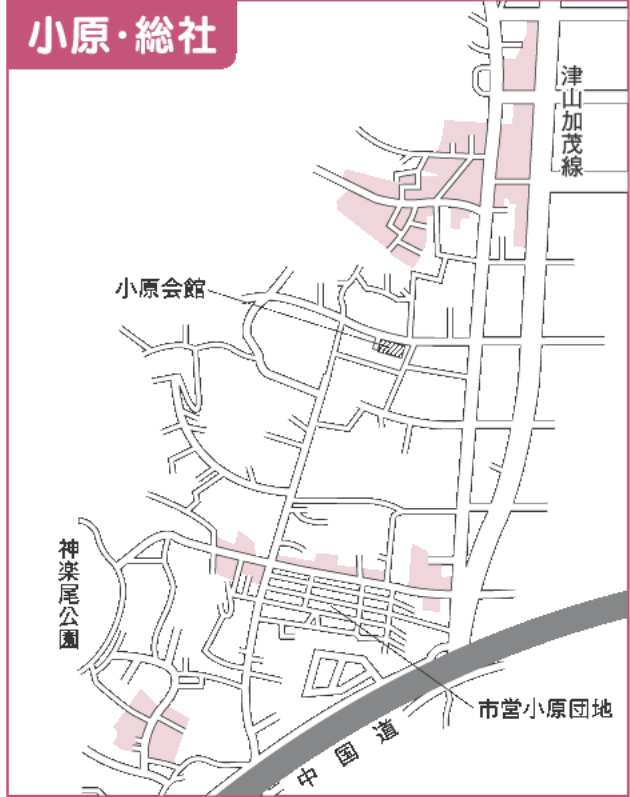 小原・総社
津山加茂線
小原会館
神楽尾公園
市営小原団地
中国道